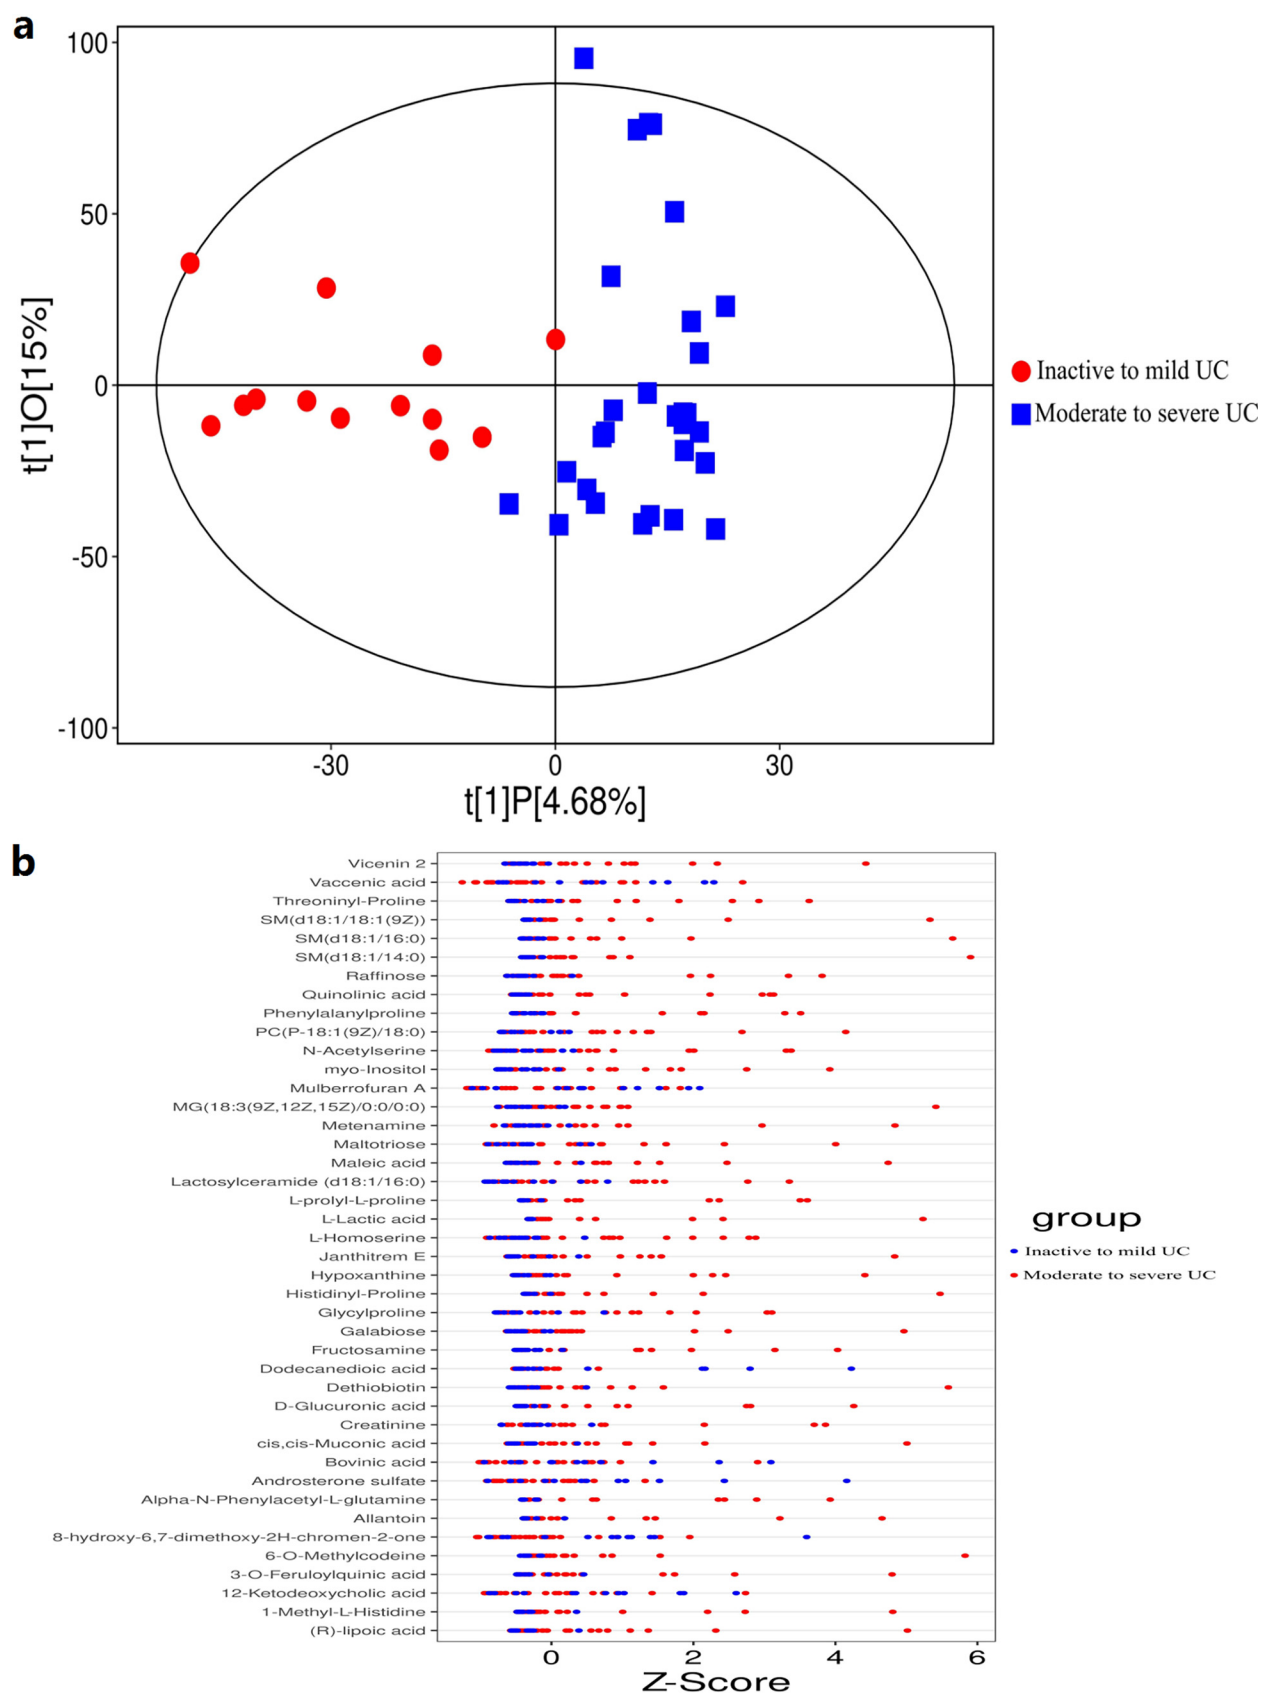 a
100
50
0
-50
-100
t[1]O[15%]
-30
0
30
t[1]P[4.68%]
Inactive to mild UC
Moderate to severe UC
b
Vicenin 2
Vaccenic acid
Threoninyl-Proline
SM(d18:1/18:1(9Z))
SM(d18:1/16:0)
SM(d18:1/14:0)
Raffinose
Quinolinic acid
Phenylalanylproline
PC(P-18:1(9Z)/18:0)
N-Acetylserine
myo-Inositol
Mulberrofuran A
MG(18:3(9Z,12Z,15Z)/0:0/0:0)
Metenamine
Maltotriose
Maleic acid
Lactosylceramide (d18:1/16:0)
L-prolyl-L-proline
L-Lactic acid
L-Homoserine
Janthitrem E
Hypoxanthine
Histidinyl-Proline
Glycylproline
Galabiose
Fructosamine
Dodecanedioic acid
Dethiobiotin
D-Glucuronic acid
Creatinine
cis,cis-Muconic acid
Bovinic acid
Androsterone sulfate
Alpha-N-Phenylacetyl-L-glutamine
Allantoin
8-hydroxy-6,7-dimethoxy-2H-chromen-2-one
6-O-Methylcodeine
3-O-Feruloylquinic acid
12-Ketodeoxycholic acid
1-Methyl-L-Histidine
(R)-lipoic acid
0
2
4
6
Z-Score
group
Inactive to mild UC
Moderate to severe UC